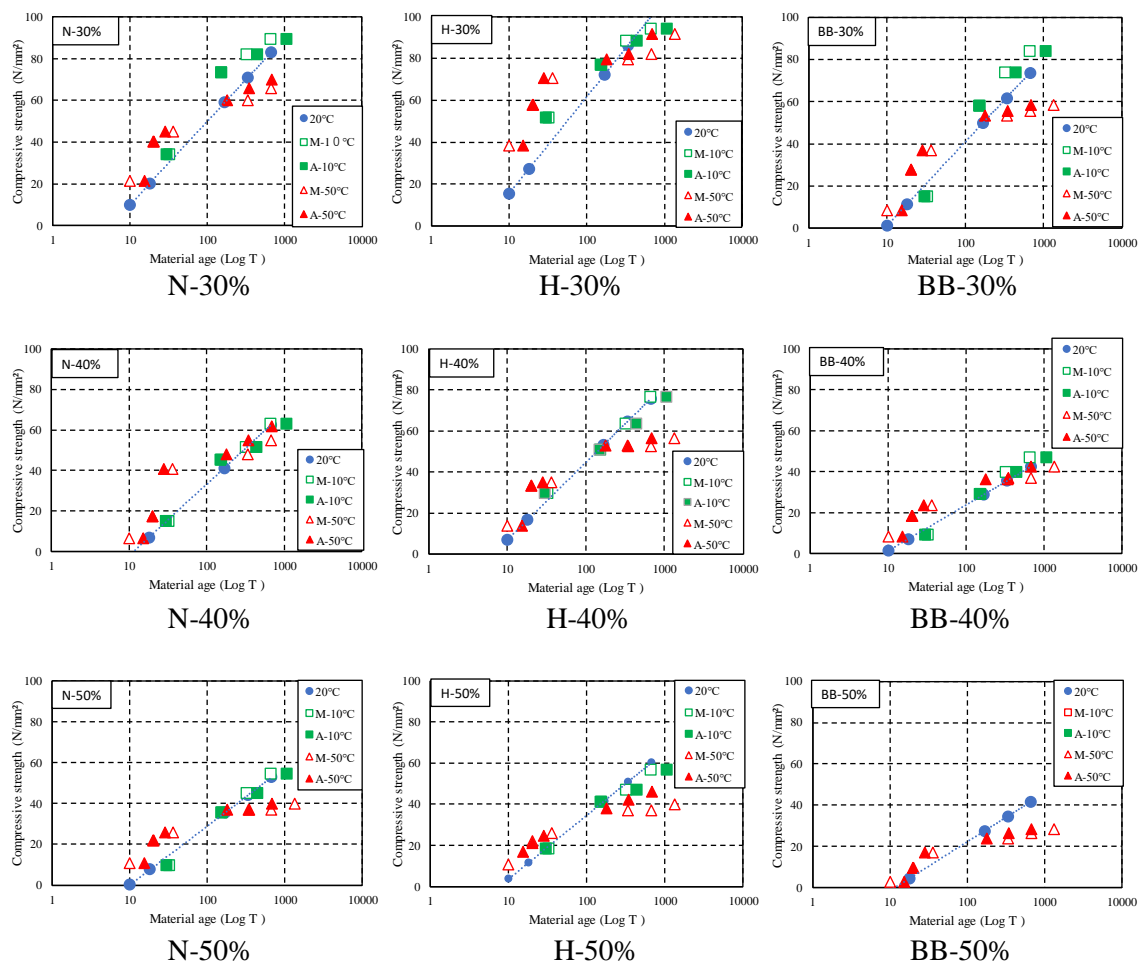 N-30%
Compressive strength (N/mm²)
100
80
60
40
20
0
20℃
M-1０℃
A-10℃
M-50℃
A-50℃
1
10
100
1000
10000
Material age (Log T )
N-30%
H-30%
Compressive strength (N/mm²)
100
80
60
40
20
0
20℃
M-10℃
A-10℃
M-50℃
A-50℃
1
10
100
1000
10000
Material age (Log T )
H-30%
BB-30%
Compressive strength (N/mm²)
100
80
60
40
20
0
20℃
M-10℃
A-10℃
M-50℃
A-50℃
1
10
100
1000
10000
Material age (Log T )
BB-30%
N-40%
Compressive strength (N/mm²)
100
80
60
40
20
0
20℃
M-10℃
A-10℃
M-50℃
A-50℃
1
10
100
1000
10000
Material age (Log T )
N-40%
H-40%
Compressive strength (N/mm²)
100
80
60
40
20
0
20℃
M-10℃
A-10℃
M-50℃
A-50℃
1
10
100
1000
10000
Material age (Log T )
H-40%
BB-40%
Compressive strength (N/mm²)
100
80
60
40
20
0
20℃
M-10℃
A-10℃
M-50℃
A-50℃
1
10
100
1000
10000
Material age (Log T )
BB-40%
N-50%
Compressive strength (N/mm²)
100
80
60
40
20
0
20℃
M-10℃
A-10℃
M-50℃
A-50℃
1
10
100
1000
10000
Material age (Log T )
N-50%
H-50%
Compressive strength (N/mm²)
100
80
60
40
20
0
20℃
M-10℃
A-10℃
M-50℃
A-50℃
1
10
100
1000
10000
Material age (Log T )
H-50%
BB-50%
Compressive strength (N/mm²)
100
80
60
40
20
0
20℃
M-10℃
A-10℃
M-50℃
A-50℃
1
10
100
1000
10000
Material age (Log T )
BB-50%